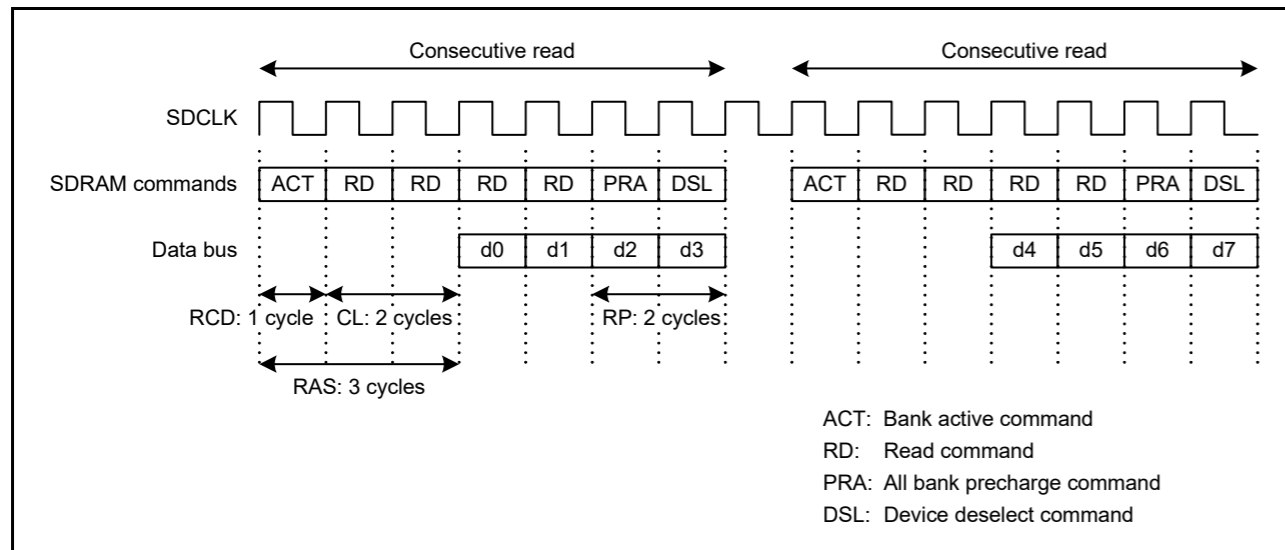 Consecutive read Consecutive read
SDCLK
SDRAM commands ACT RD RD RD RD PRA DSL ACT RD RD RD RD PRA DSL
Data bus d0 d1 d2 d3 d4 d5 d6 d7
RCD: 1 cycle CL: 2 cycles RP: 2 cycles
RAS: 3 cycles
ACT: Bank active command
RD: Read command
PRA: All bank precharge command
DSL: Device deselect command